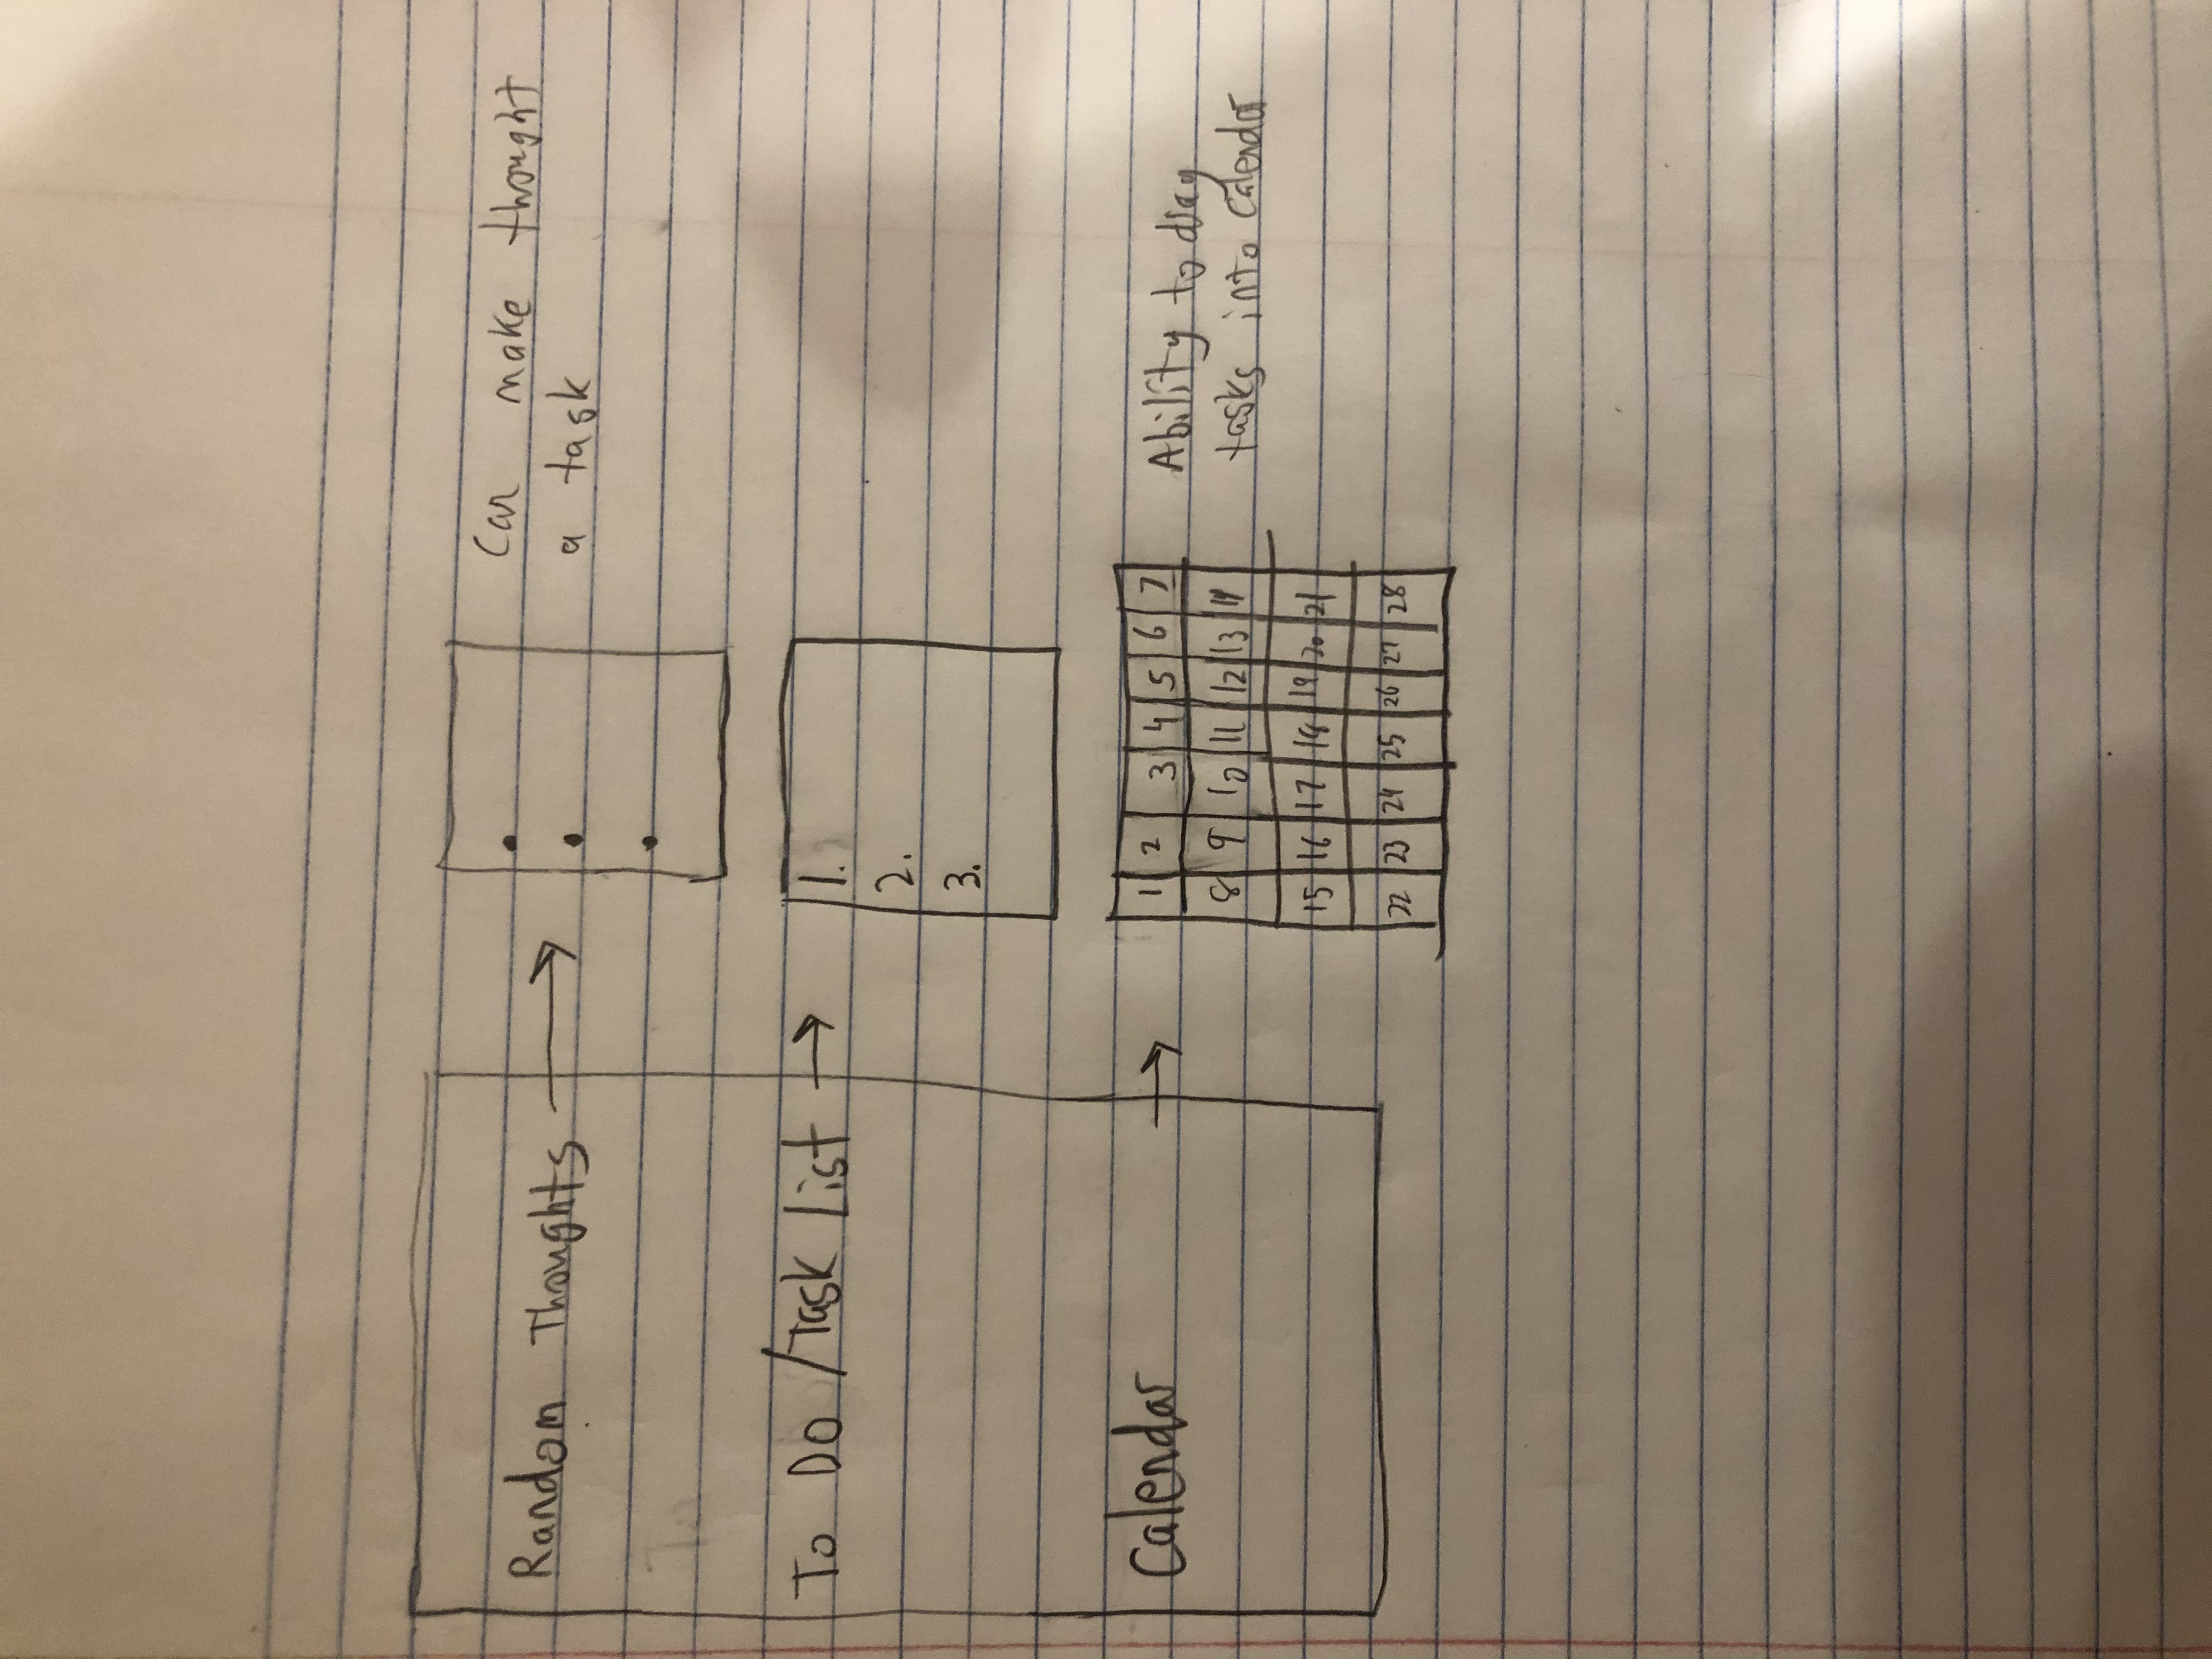 Random Thoughts
Can make thought
a task
To Do / Task List
1.
2.
3.
Calendar
1 2 3 4 5 6 7
8 9 10 11 12 13 14
15 16 17 18 19 20 21
22 23 24 25 26 27 28
Ability to drag
tasks into Calendar